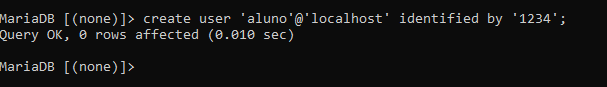 MariaDB [(none)]> create user 'aluno'@'localhost' identified by '1234';
Query OK, 0 rows affected (0.010 sec)
MariaDB [(none)]>